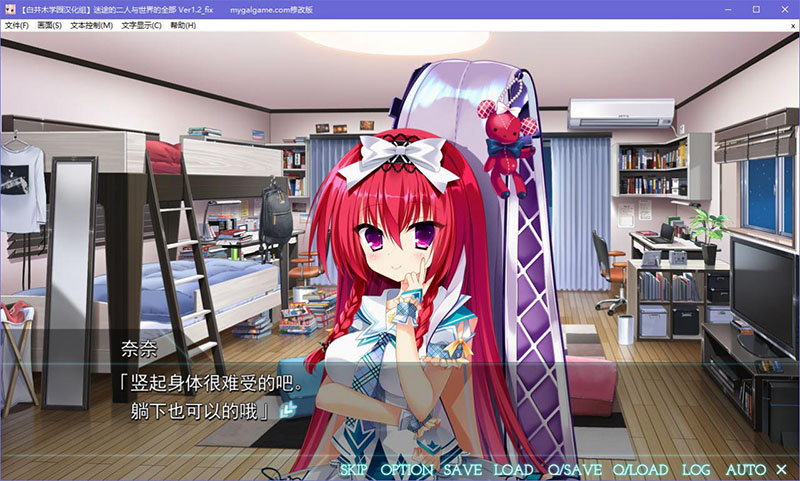 【白井木学园汉化组】迷途的二人与世界的全部 Ver1.2_fix mygalgame.com修改版
文件(F) 画面(S) 文本控制(M) 文字显示(C) 帮助(H)
奈奈
「竖起身体很难受的吧。
躺下也可以的哦」
SKIP OPTION SAVE LOAD Q/SAVE Q/LOAD LOG AUTO